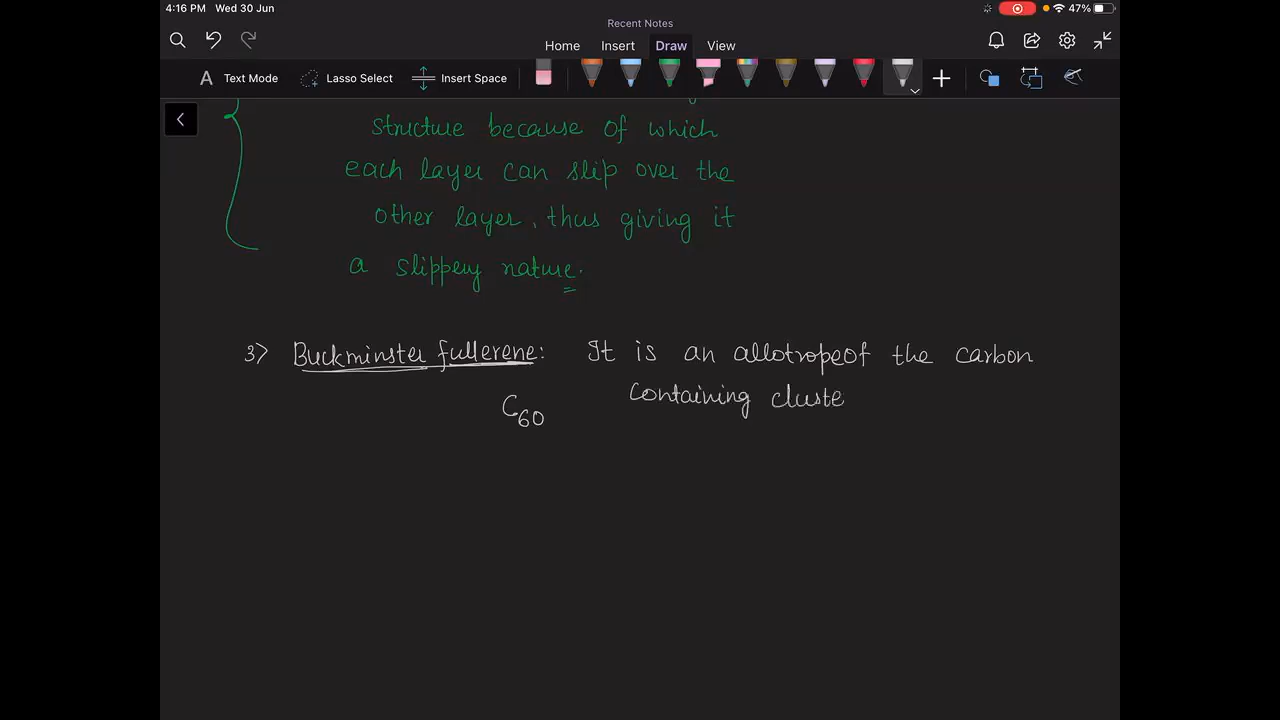 4:16 PM Wed 30 Jun
47%
Recent Notes
Home Insert Draw View
A Text Mode Lasso Select Insert Space
structure because of which
each layer can slip over the
other layer, thus giving it
a slippery nature.
3) Buckminster fullerene: It is an allotropeof the carbon
containing cluste
C60